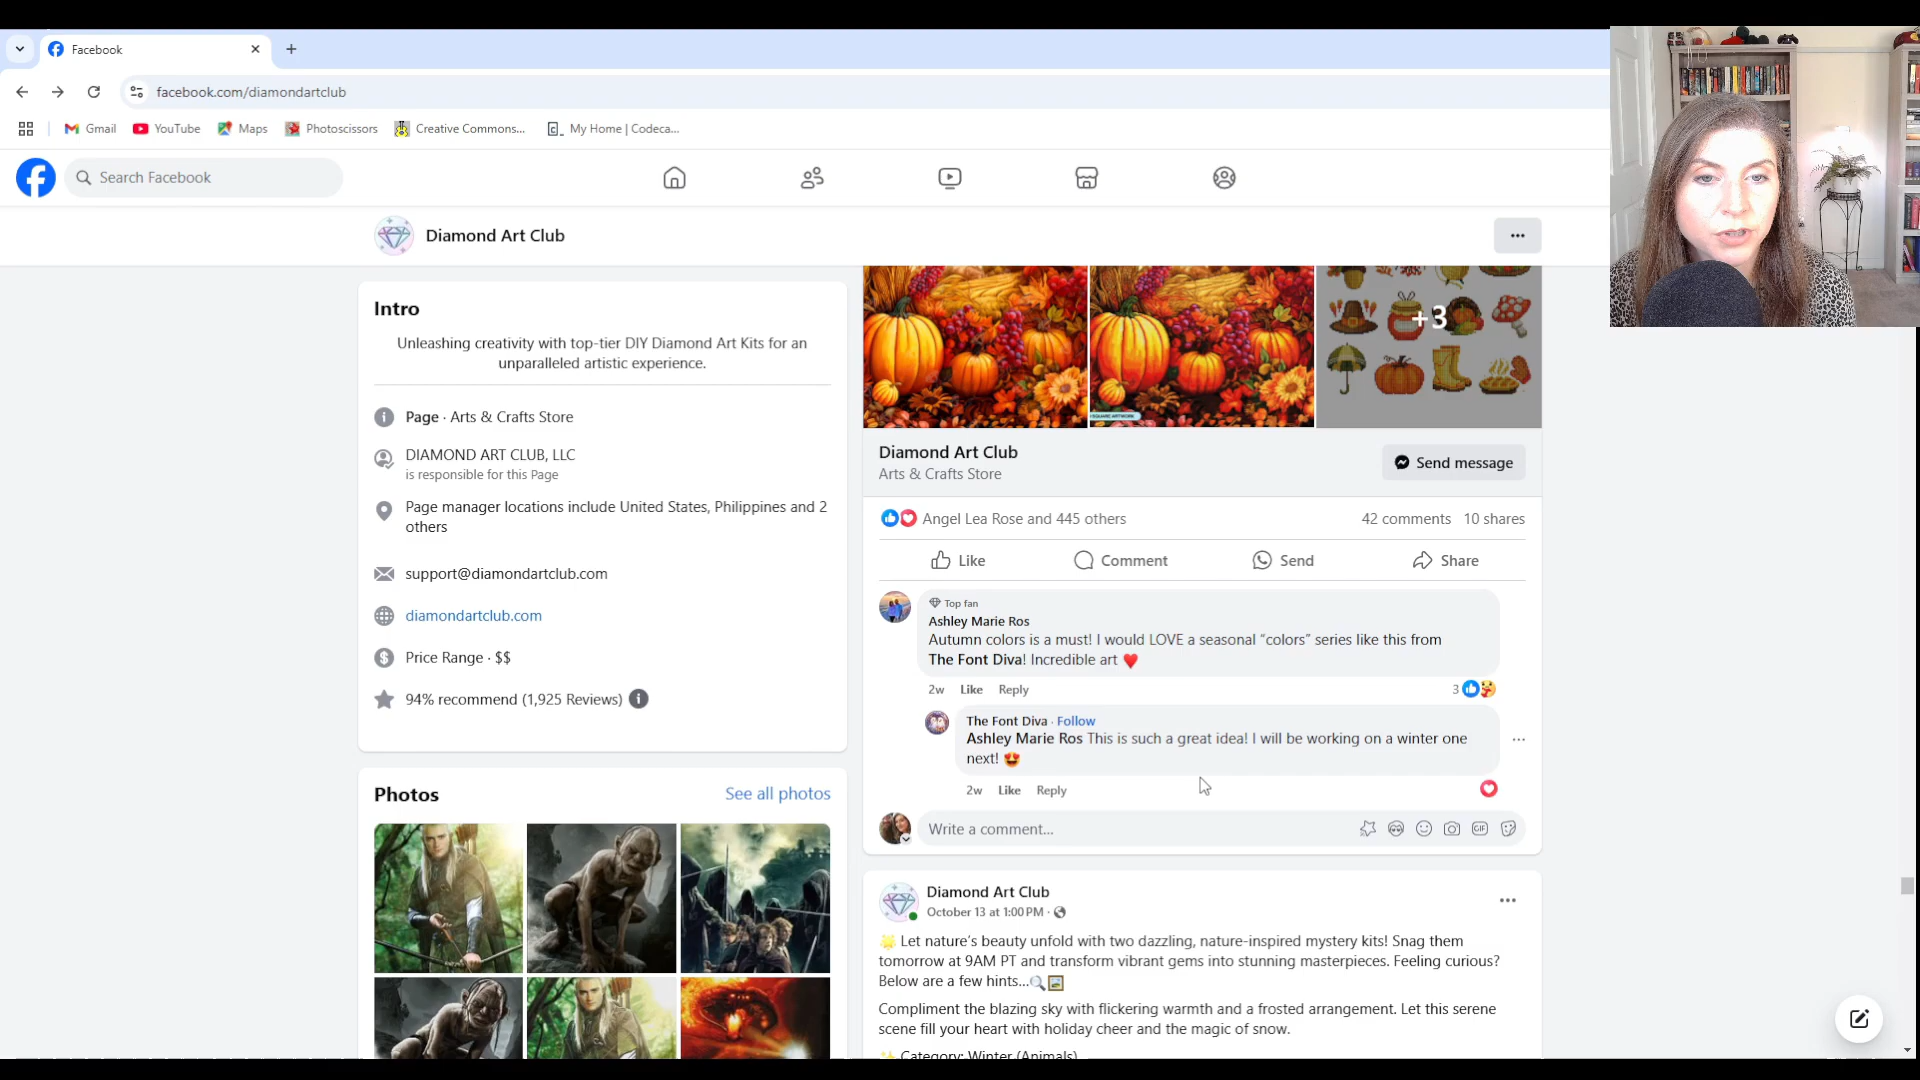 Facebook
facebook.com/diamondartclub
Gmail
YouTube
Maps
Photoscissors
Creative Commons...
My Home | Codeca...
Search Facebook
Diamond Art Club
Intro
Unleashing creativity with top-tier DIY Diamond Art Kits for an
unparalleled artistic experience.
Page · Arts & Crafts Store
DIAMOND ART CLUB, LLC
is responsible for this Page
Page manager locations include United States, Philippines and 2
others
support@diamondartclub.com
diamondartclub.com
Price Range · $$
94% recommend (1,925 Reviews)
Photos
See all photos
+3
SQUARE ARTWORK
Diamond Art Club
Arts & Crafts Store
Send message
Angel Lea Rose and 445 others
42 comments 10 shares
Like
Comment
Send
Share
Top fan
Ashley Marie Ros
Autumn colors is a must! I would LOVE a seasonal “colors” series like this from
The Font Diva! Incredible art ❤️
2w Like Reply
3
The Font Diva · Follow
Ashley Marie Ros This is such a great idea! I will be working on a winter one
next! 🤩
2w Like Reply
Write a comment...
GIF
Diamond Art Club
October 13 at 1:00 PM ·
🌟 Let nature's beauty unfold with two dazzling, nature-inspired mystery kits! Snag them
tomorrow at 9AM PT and transform vibrant gems into stunning masterpieces. Feeling curious?
Below are a few hints...🔍🖼️
Compliment the blazing sky with flickering warmth and a frosted arrangement. Let this serene
scene fill your heart with holiday cheer and the magic of snow.
✨ Category: Winter (Animals)